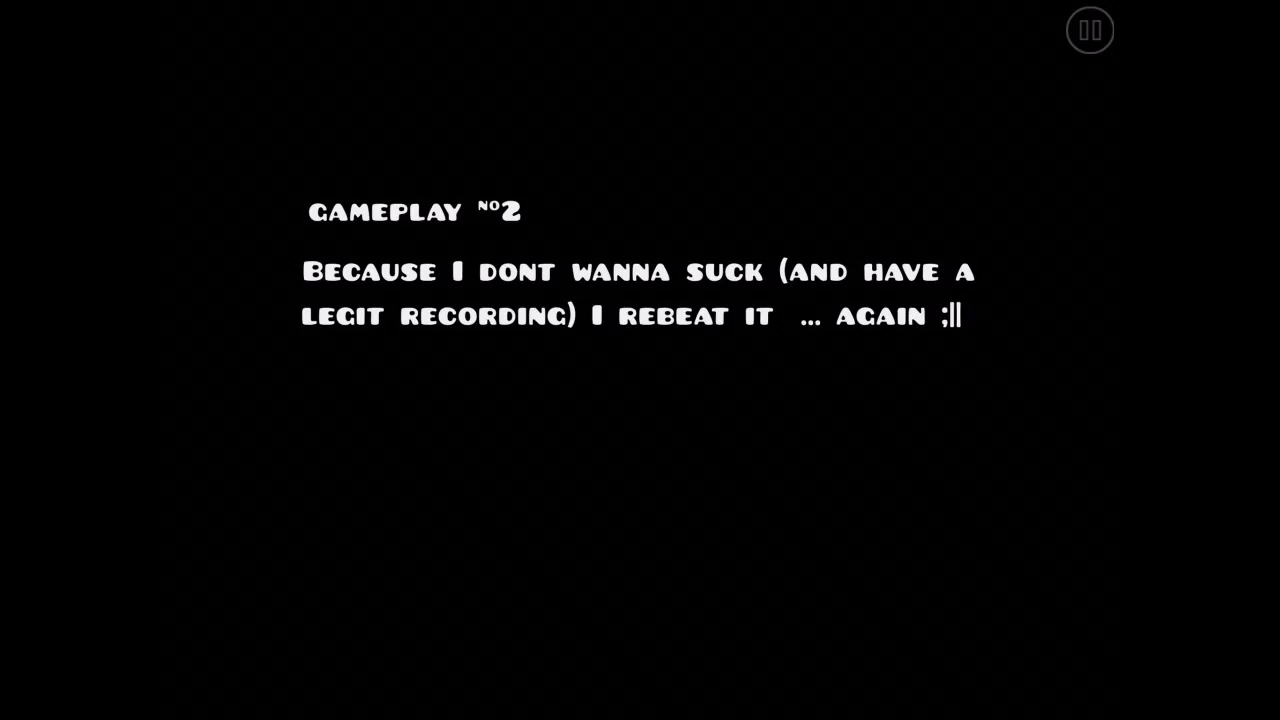 GAMEPLAY Nº2
BECAUSE I DONT WANNA SUCK (AND HAVE A
LEGIT RECORDING) I REBEAT IT ... AGAIN ;||